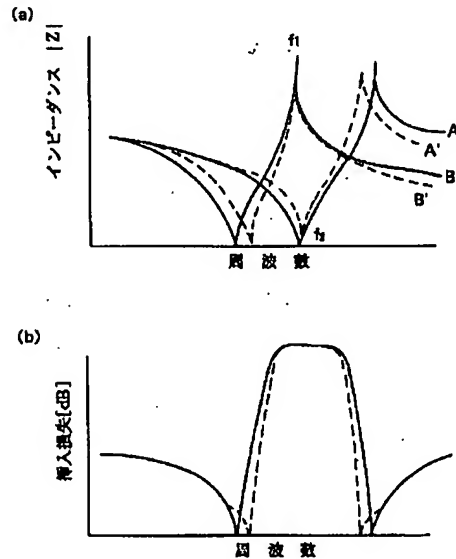 (a)
インピーダンス |Z|
f1
A
A'
B
B'
f2
周 波 数
(b)
挿入損失[dB]
周 波 数